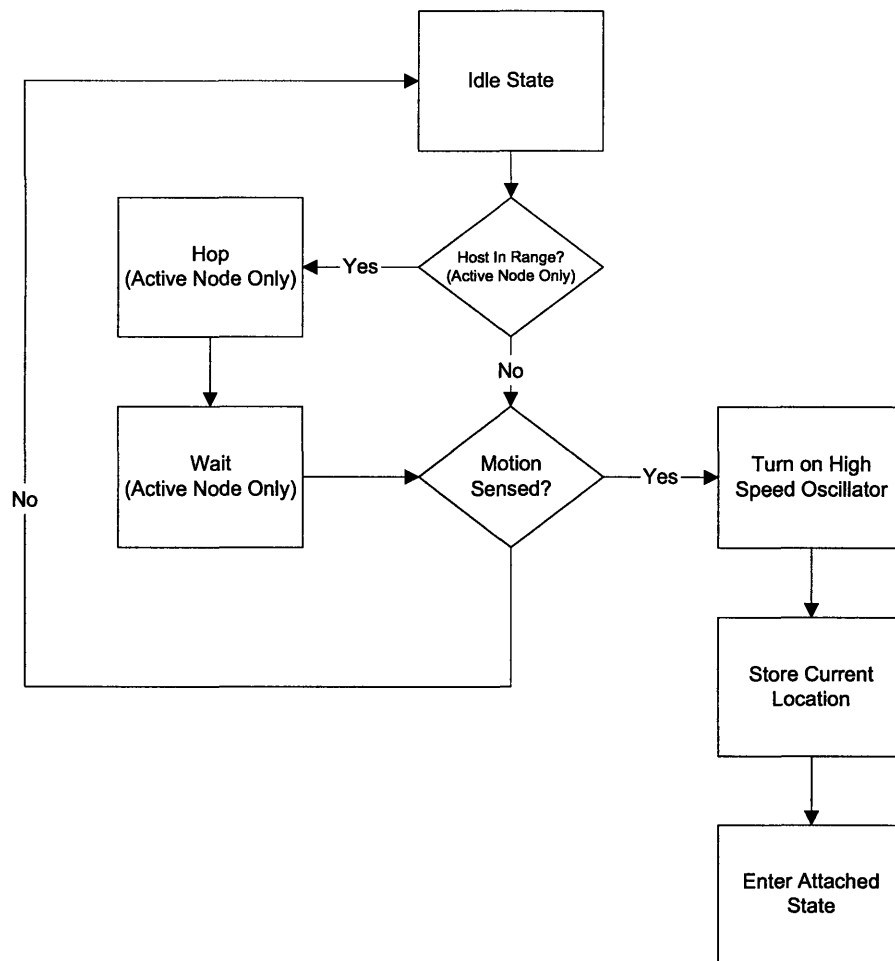 Idle State
Host In Range?
(Active Node Only)
Yes
Hop
(Active Node Only)
No
Wait
(Active Node Only)
Motion
Sensed?
Yes
Turn on High
Speed Oscillator
No
Store Current
Location
Enter Attached
State